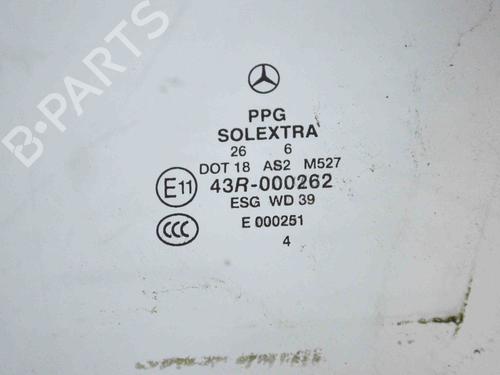 B-PARTS
PPG
SOLEXTRA
26 6
DOT 18 AS2 M527
E11 43R-000262
ESG WD 39
CCC E 000251
4